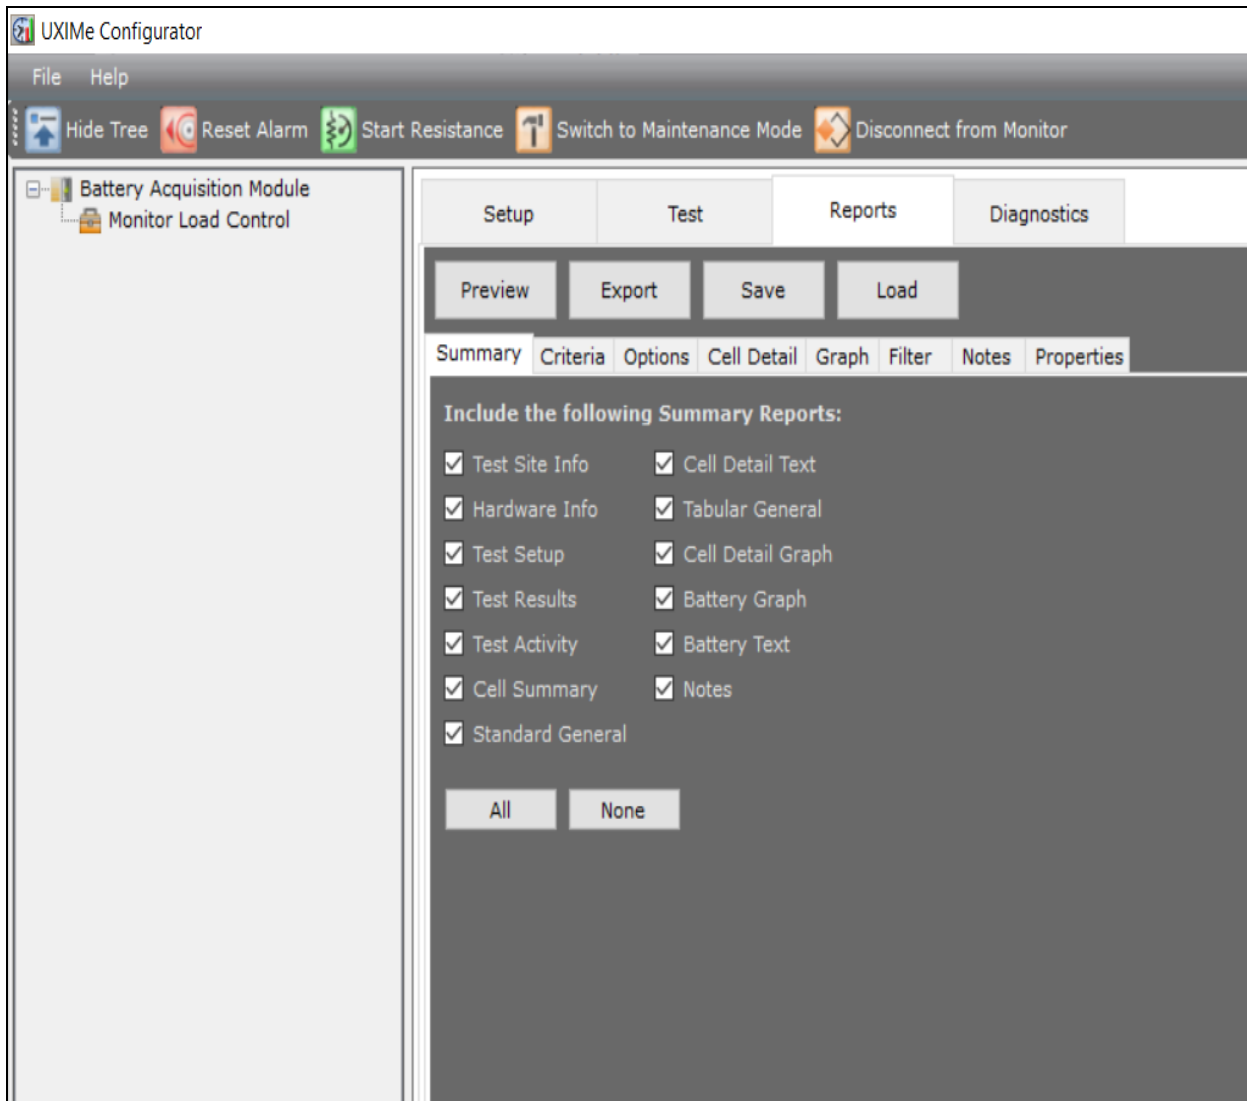 UXIMe Configurator
File Help
Hide Tree Reset Alarm Start Resistance Switch to Maintenance Mode Disconnect from Monitor
Battery Acquisition Module
Monitor Load Control
Setup Test Reports Diagnostics
Preview Export Save Load
Summary Criteria Options Cell Detail Graph Filter Notes Properties
Include the following Summary Reports:
Test Site Info Cell Detail Text
Hardware Info Tabular General
Test Setup Cell Detail Graph
Test Results Battery Graph
Test Activity Battery Text
Cell Summary Notes
Standard General
All None